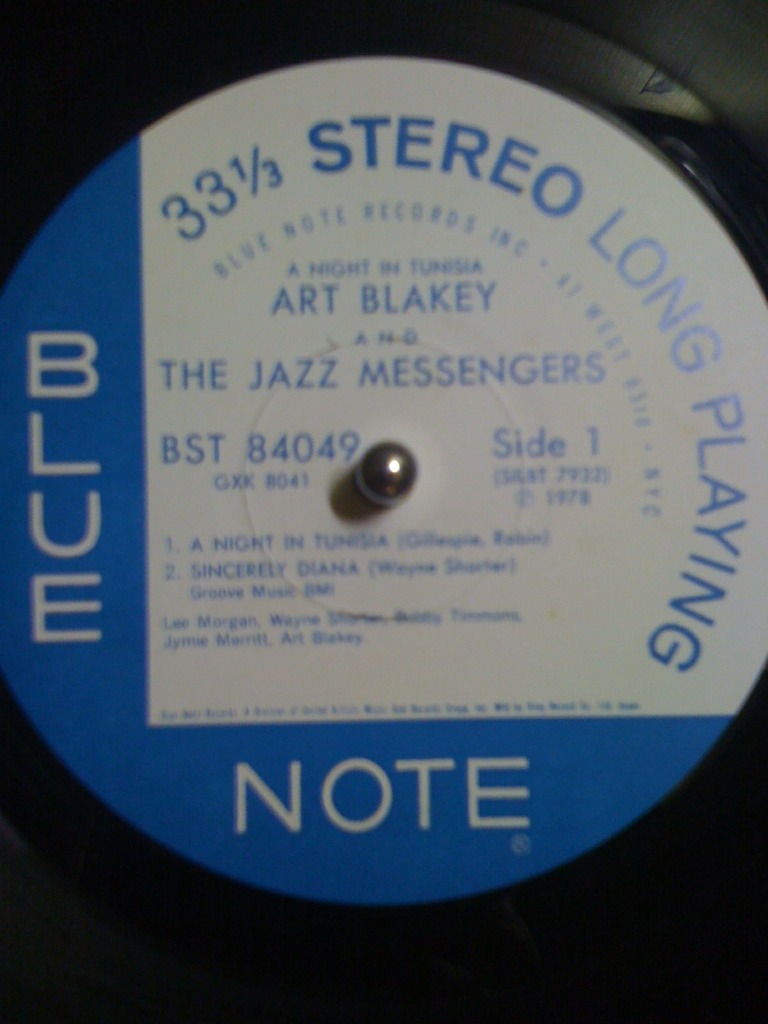 33⅓ STEREO LONG PLAYING
BLUE NOTE RECORDS INC • 47 WEST 63rd • NYC
A NIGHT IN TUNISIA
ART BLAKEY
AND
THE JAZZ MESSENGERS
BST 84049
GXK 8041
Side 1
℗ 1978
1. A NIGHT IN TUNISIA (Gillespie, Robin)
2. SINCERELY DIANA (Wayne Shorter)
Groove Music BMI
Lee Morgan, Wayne Shorter, Bobby Timmons,
Jymie Merritt, Art Blakey.
BLUE
NOTE
®